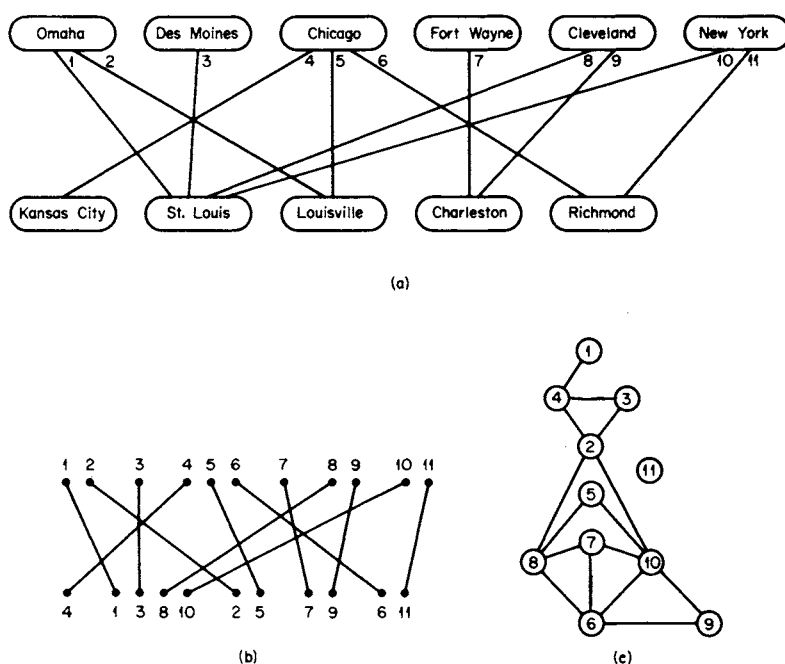 Omaha Des Moines Chicago Fort Wayne Cleveland New York
1 2 3 4 5 6 7 8 9 10 11
Kansas City St. Louis Louisville Charleston Richmond
(a)
1 2 3 4 5 6 7 8 9 10 11
4 1 3 8 10 2 5 7 9 6 11
(b)
1
4 3
2
11
5
7
8 10
6 9
(c)